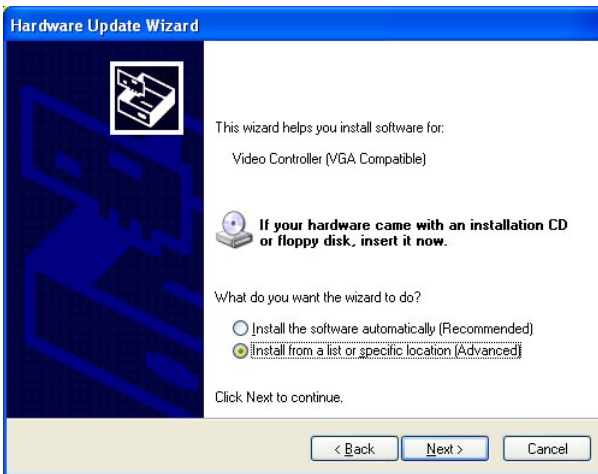 Hardware Update Wizard
This wizard helps you install software for:
Video Controller (VGA Compatible)
If your hardware came with an installation CD
or floppy disk, insert it now.
What do you want the wizard to do?
Install the software automatically (Recommended)
Install from a list or specific location (Advanced)
Click Next to continue.
< Back Next > Cancel